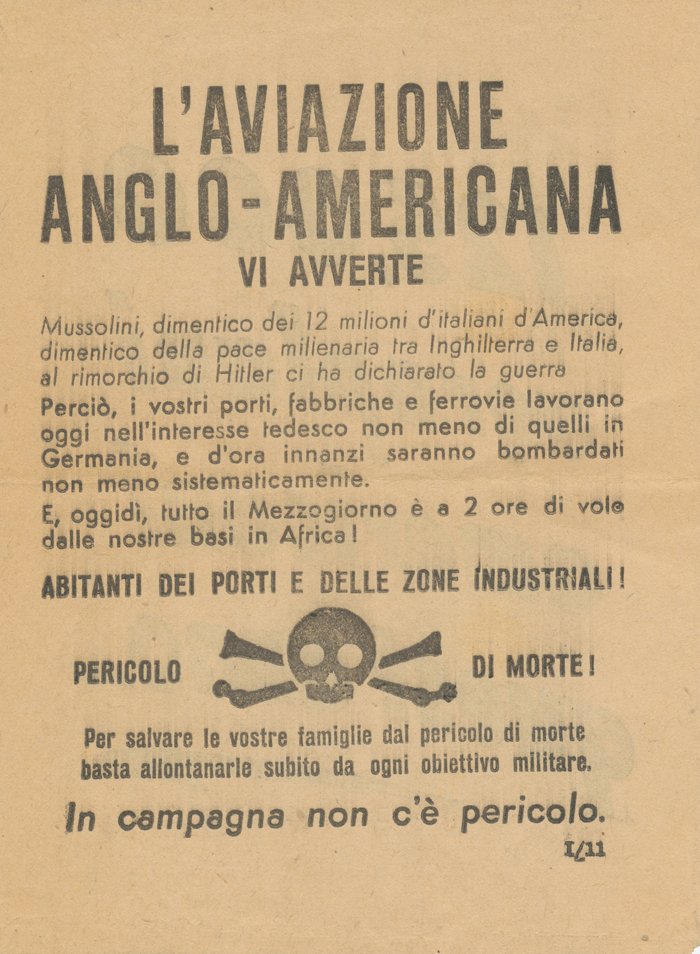 L'AVIAZIONE
ANGLO-AMERICANA
VI AVVERTE
Mussolini, dimentico dei 12 milioni d'italiani d'America,
dimentico della pace millenaria tra Inghilterra e Italia,
al rimorchio di Hitler ci ha dichiarato la guerra
Perciò, i vostri porti, fabbriche e ferrovie lavorano
oggi nell'interesse tedesco non meno di quelli in
Germania, e d'ora innanzi saranno bombardati
non meno sistematicamente.
E, oggidì, tutto il Mezzogiorno è a 2 ore di volo
dalle nostre basi in Africa!
ABITANTI DEI PORTI E DELLE ZONE INDUSTRIALI!
PERICOLO DI MORTE!
Per salvare le vostre famiglie dal pericolo di morte
basta allontanarle subito da ogni obiettivo militare.
In campagna non c'è pericolo.
I/11